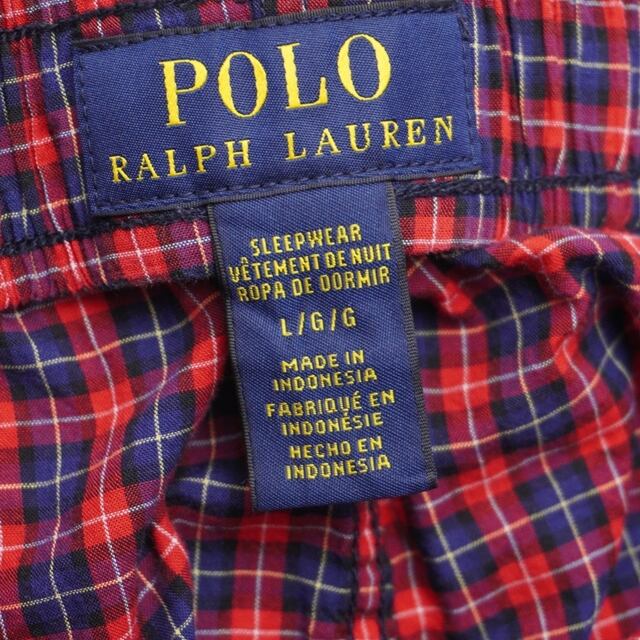 POLO
RALPH LAUREN
SLEEPWEAR
VÊTEMENT DE NUIT
ROPA DE DORMIR
L/G/G
MADE IN
INDONESIA
FABRIQUÉ EN
INDONÉSIE
HECHO EN
INDONESIA